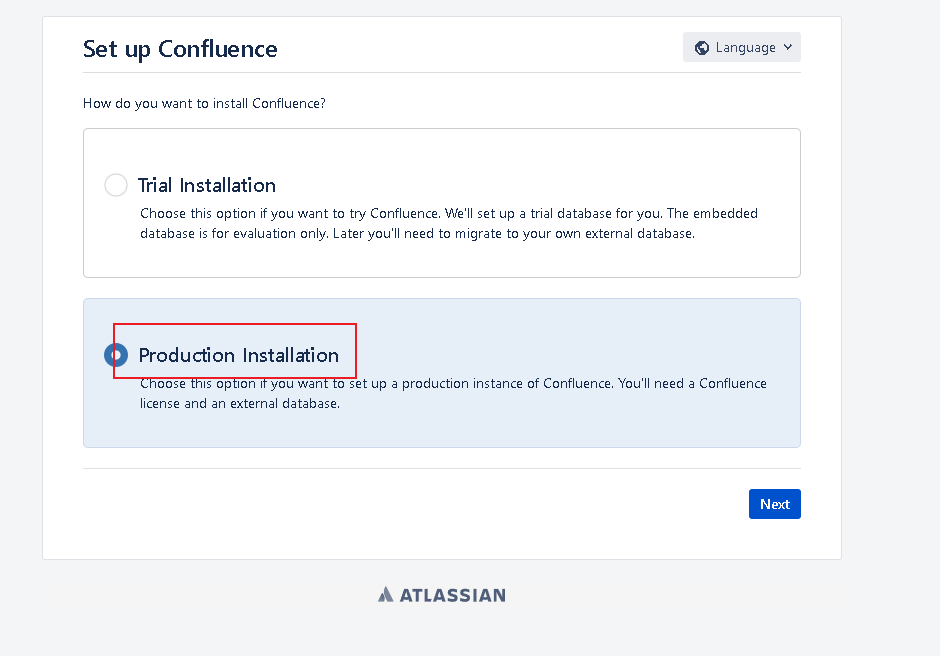 Set up Confluence
Language
How do you want to install Confluence?
Trial Installation
Choose this option if you want to try Confluence. We'll set up a trial database for you. The embedded
database is for evaluation only. Later you'll need to migrate to your own external database.
Production Installation
Choose this option if you want to set up a production instance of Confluence. You'll need a Confluence
license and an external database.
Next
ATLASSIAN